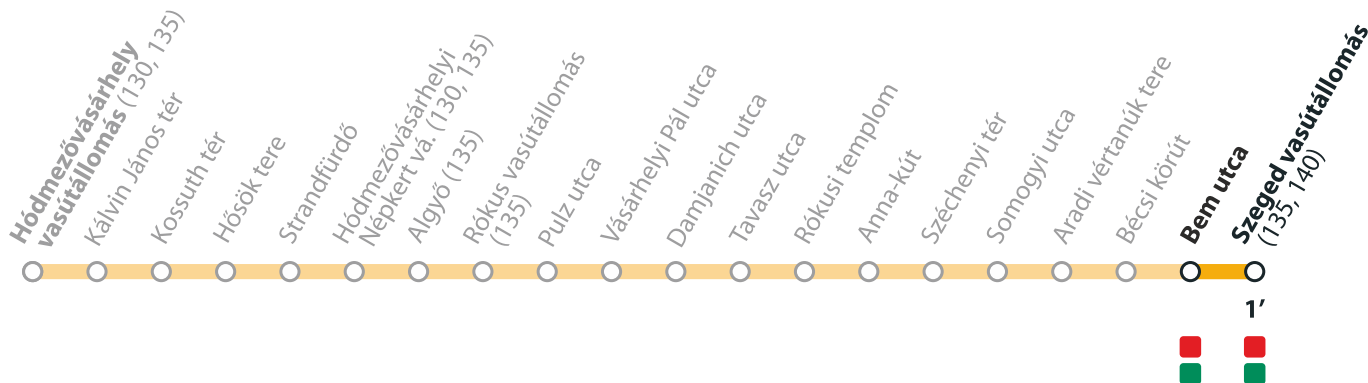 Hódmezővásárhely
vasútállomás (130, 135)
Kálvin János tér
Kossuth tér
Hősök tere
Strandfürdő
Hódmezővásárhelyi
Népkert vá. (130, 135)
Algyő (135)
Rókus vasútállomás
(135)
Pulz utca
Vásárhelyi Pál utca
Damjanich utca
Tavasz utca
Rókusi templom
Anna-kút
Széchenyi tér
Somogyi utca
Aradi vértanúk tere
Bécsi körút
Bem utca
Szeged vasútállomás
(135, 140)
1′